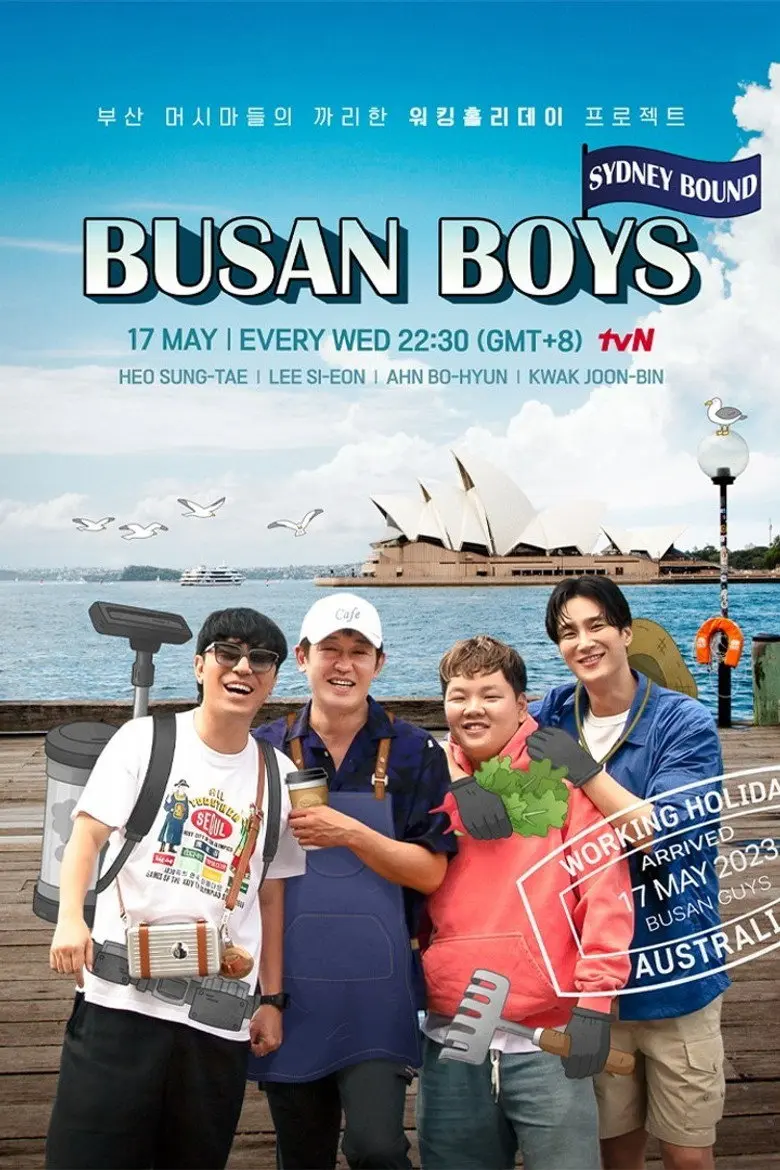 부산 머시마들의 까리한 워킹홀리데이 프로젝트
SYDNEY BOUND
BUSAN BOYS
17 MAY | EVERY WED 22:30 (GMT+8) tvN
HEO SUNG-TAE | LEE SI-EON | AHN BO-HYUN | KWAK JOON-BIN
Cafe
SEOUL
WORKING HOLIDA
ARRIVED
17 MAY 2023
BUSAN GUYS
AUSTRALI